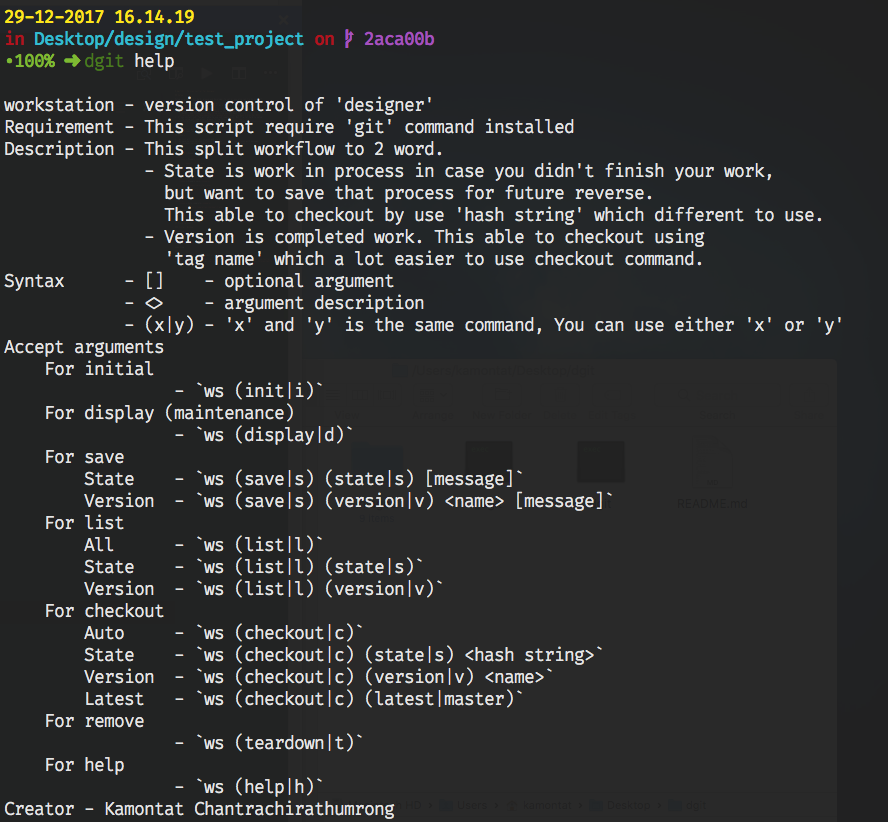 29-12-2017 16.14.19
in Desktop/design/test_project on 2aca00b
•100% ➜dgit help
workstation - version control of 'designer'
Requirement - This script require 'git' command installed
Description - This split workflow to 2 word.
- State is work in process in case you didn't finish your work,
but want to save that process for future reverse.
This able to checkout by use 'hash string' which different to use.
- Version is completed work. This able to checkout using
'tag name' which a lot easier to use checkout command.
Syntax - [] - optional argument
- <> - argument description
- (x|y) - 'x' and 'y' is the same command, You can use either 'x' or 'y'
Accept arguments
For initial
- `ws (init|i)`
For display (maintenance)
- `ws (display|d)`
For save
State - `ws (save|s) (state|s) [message]`
Version - `ws (save|s) (version|v) <name> [message]`
For list
All - `ws (list|l)`
State - `ws (list|l) (state|s)`
Version - `ws (list|l) (version|v)`
For checkout
Auto - `ws (checkout|c)`
State - `ws (checkout|c) (state|s) <hash string>`
Version - `ws (checkout|c) (version|v) <name>`
Latest - `ws (checkout|c) (latest|master)`
For remove
- `ws (teardown|t)`
For help
- `ws (help|h)`
Creator - Kamontat Chantrachirathumrong
README.md